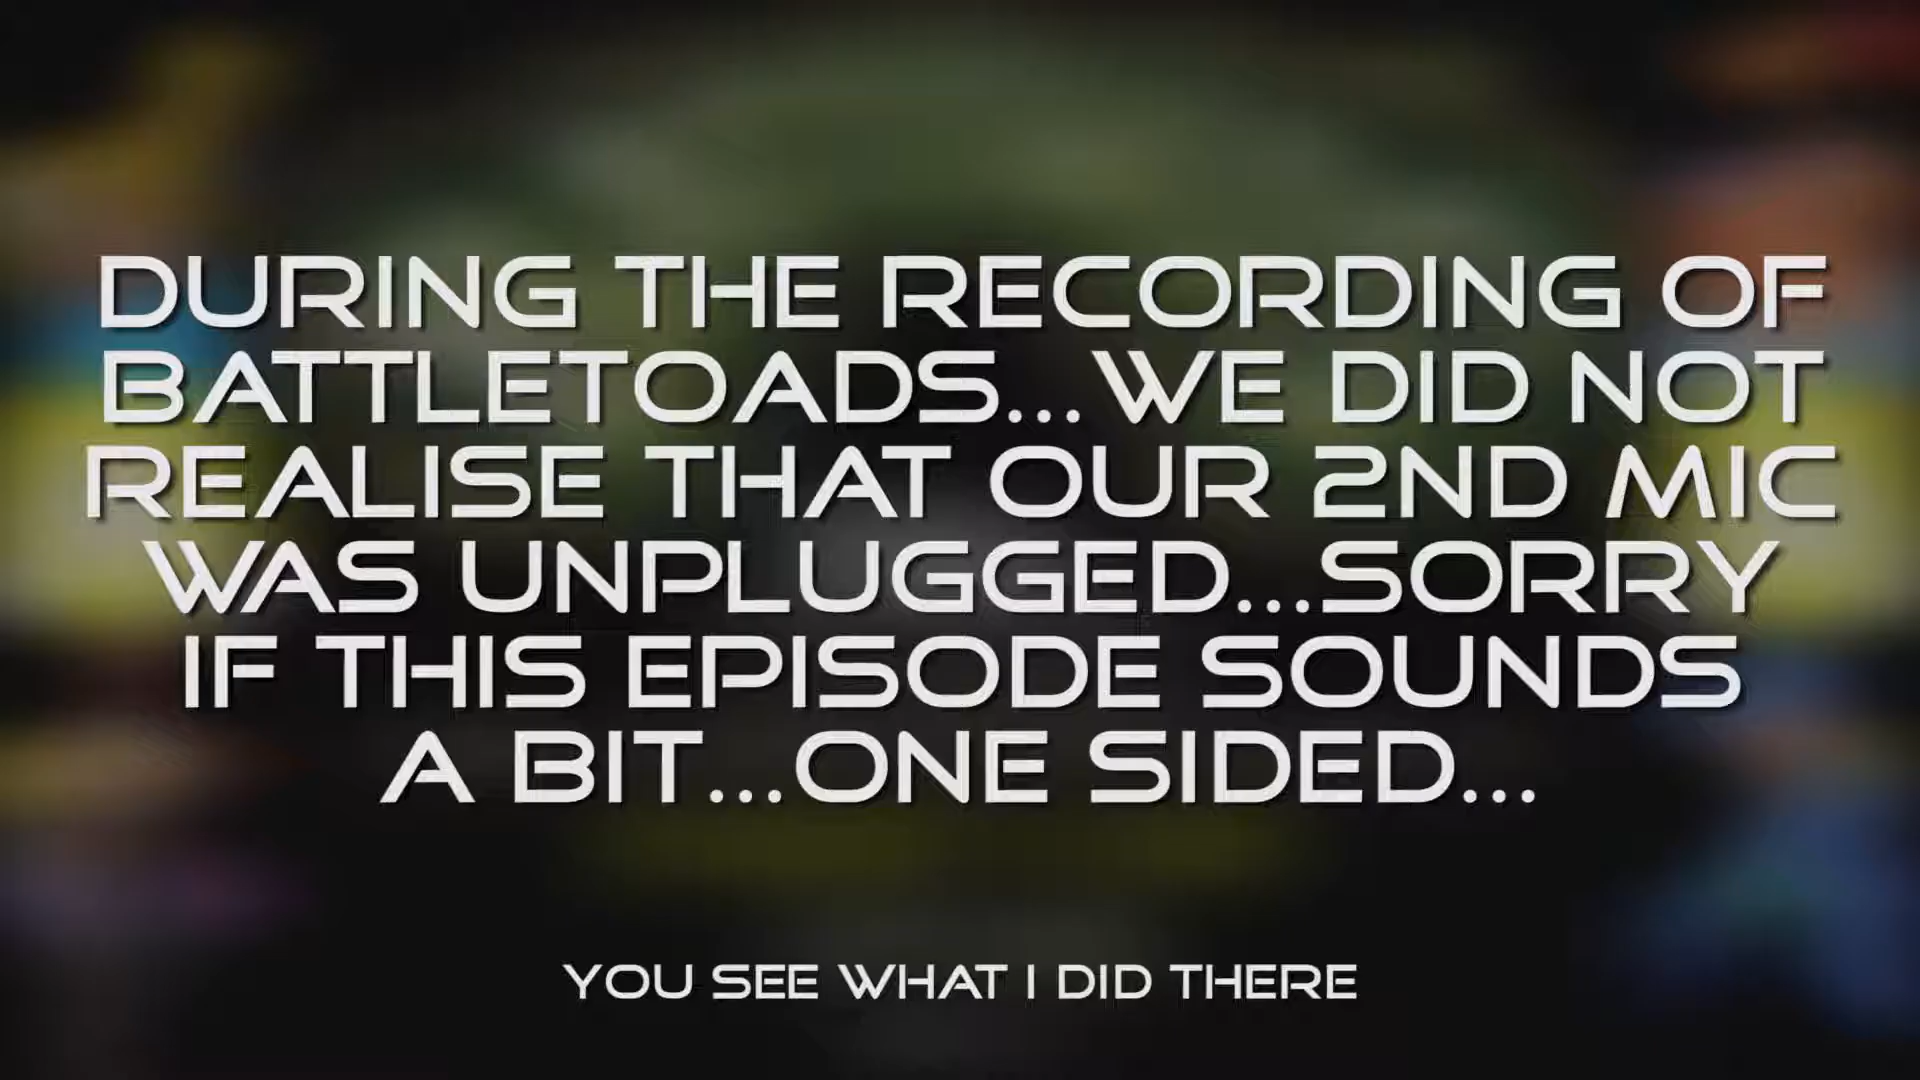 DURING THE RECORDING OF
BATTLETOADS... WE DID NOT
REALISE THAT OUR 2ND MIC
WAS UNPLUGGED...SORRY
IF THIS EPISODE SOUNDS
A BIT...ONE SIDED...
YOU SEE WHAT I DID THERE